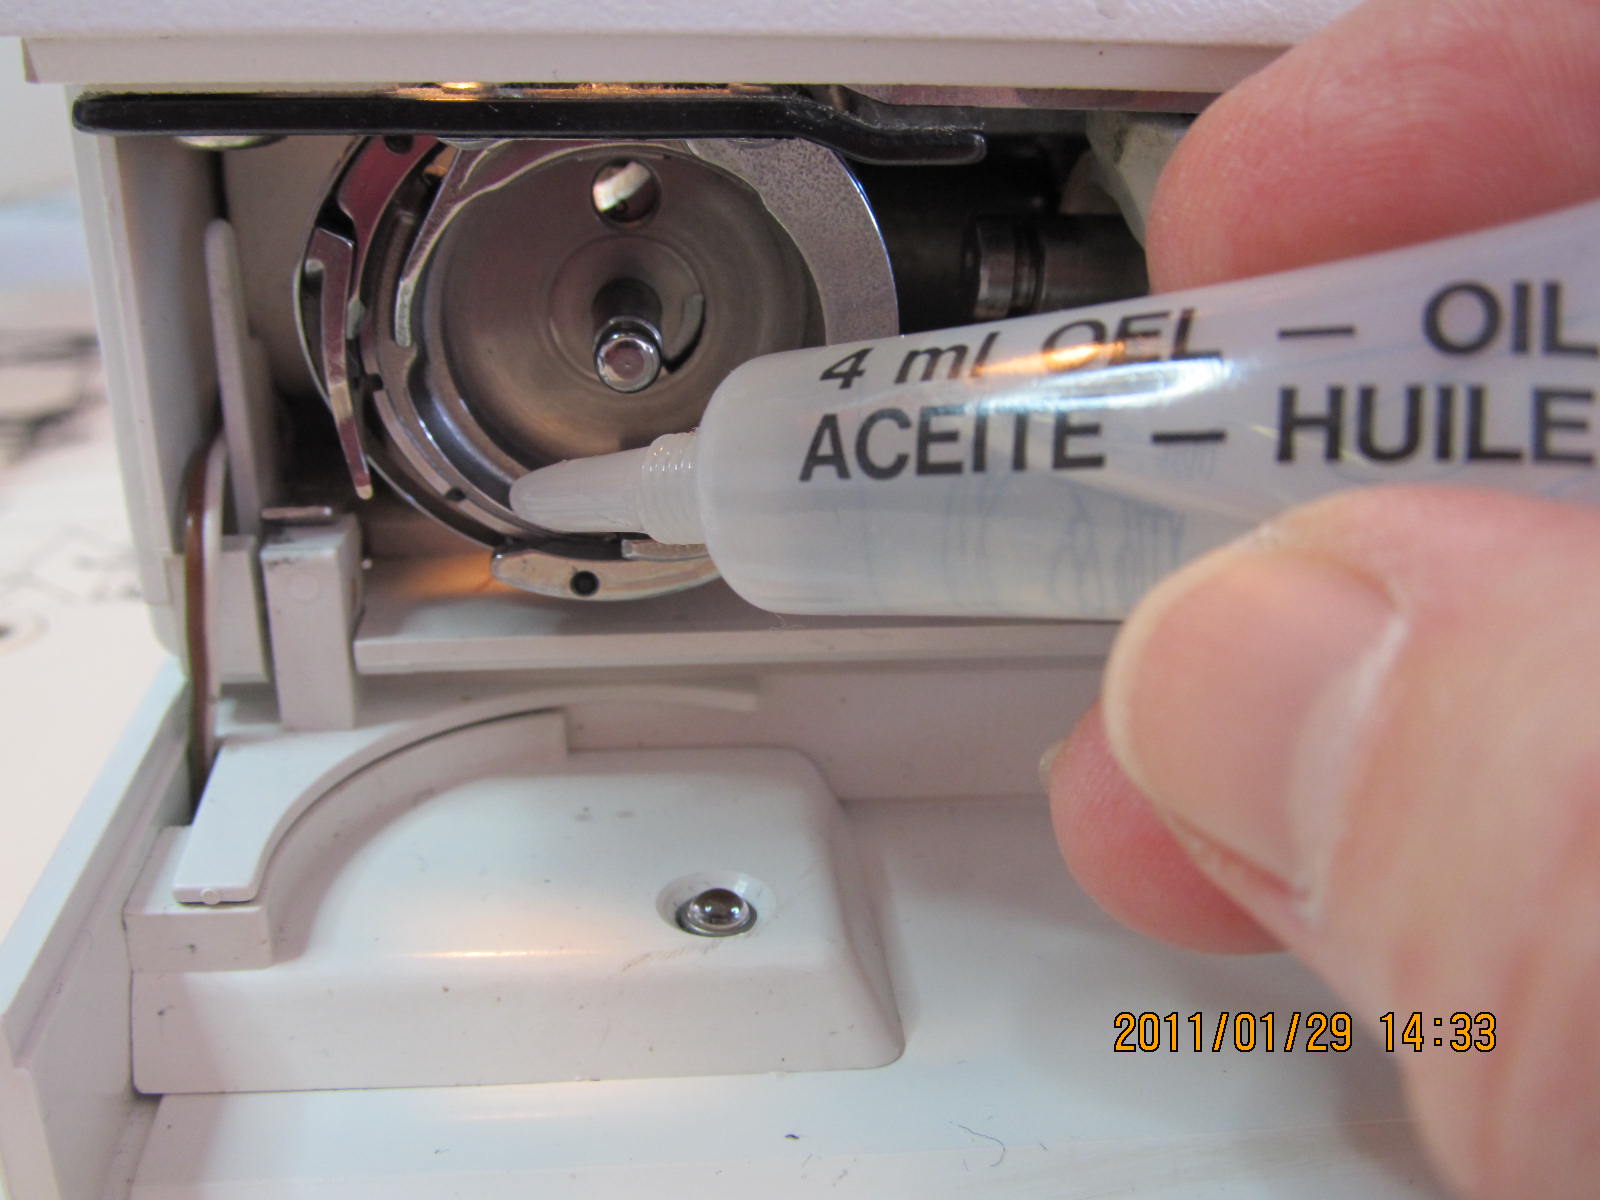 4 ml OEL – OIL
ACEITE – HUILE
2011/01/29 14:33